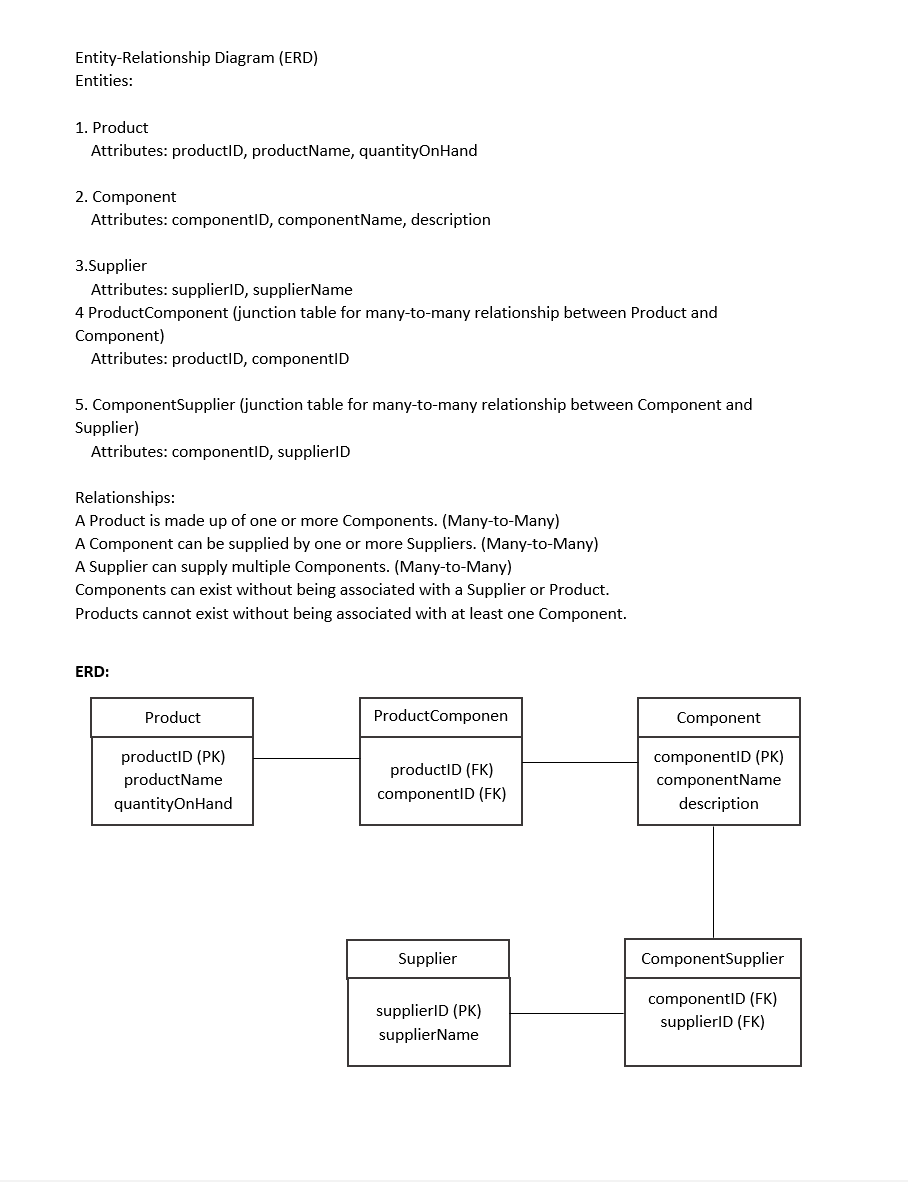 Entity-Relationship Diagram (ERD)
Entities:
1. Product
Attributes: productID, productName, quantityOnHand
2. Component
Attributes: componentID, componentName, description
3.Supplier
Attributes: supplierID, supplierName
4 ProductComponent (junction table for many-to-many relationship between Product and
Component)
Attributes: productID, componentID
5. ComponentSupplier (junction table for many-to-many relationship between Component and
Supplier)
Attributes: componentID, supplierID
Relationships:
A Product is made up of one or more Components. (Many-to-Many)
A Component can be supplied by one or more Suppliers. (Many-to-Many)
A Supplier can supply multiple Components. (Many-to-Many)
Components can exist without being associated with a Supplier or Product.
Products cannot exist without being associated with at least one Component.
ERD:
Product
productID (PK)
productName
quantityOnHand
ProductComponen
productID (FK)
componentID (FK)
Component
componentID (PK)
componentName
description
Supplier
supplierID (PK)
supplierName
ComponentSupplier
componentID (FK)
supplierID (FK)